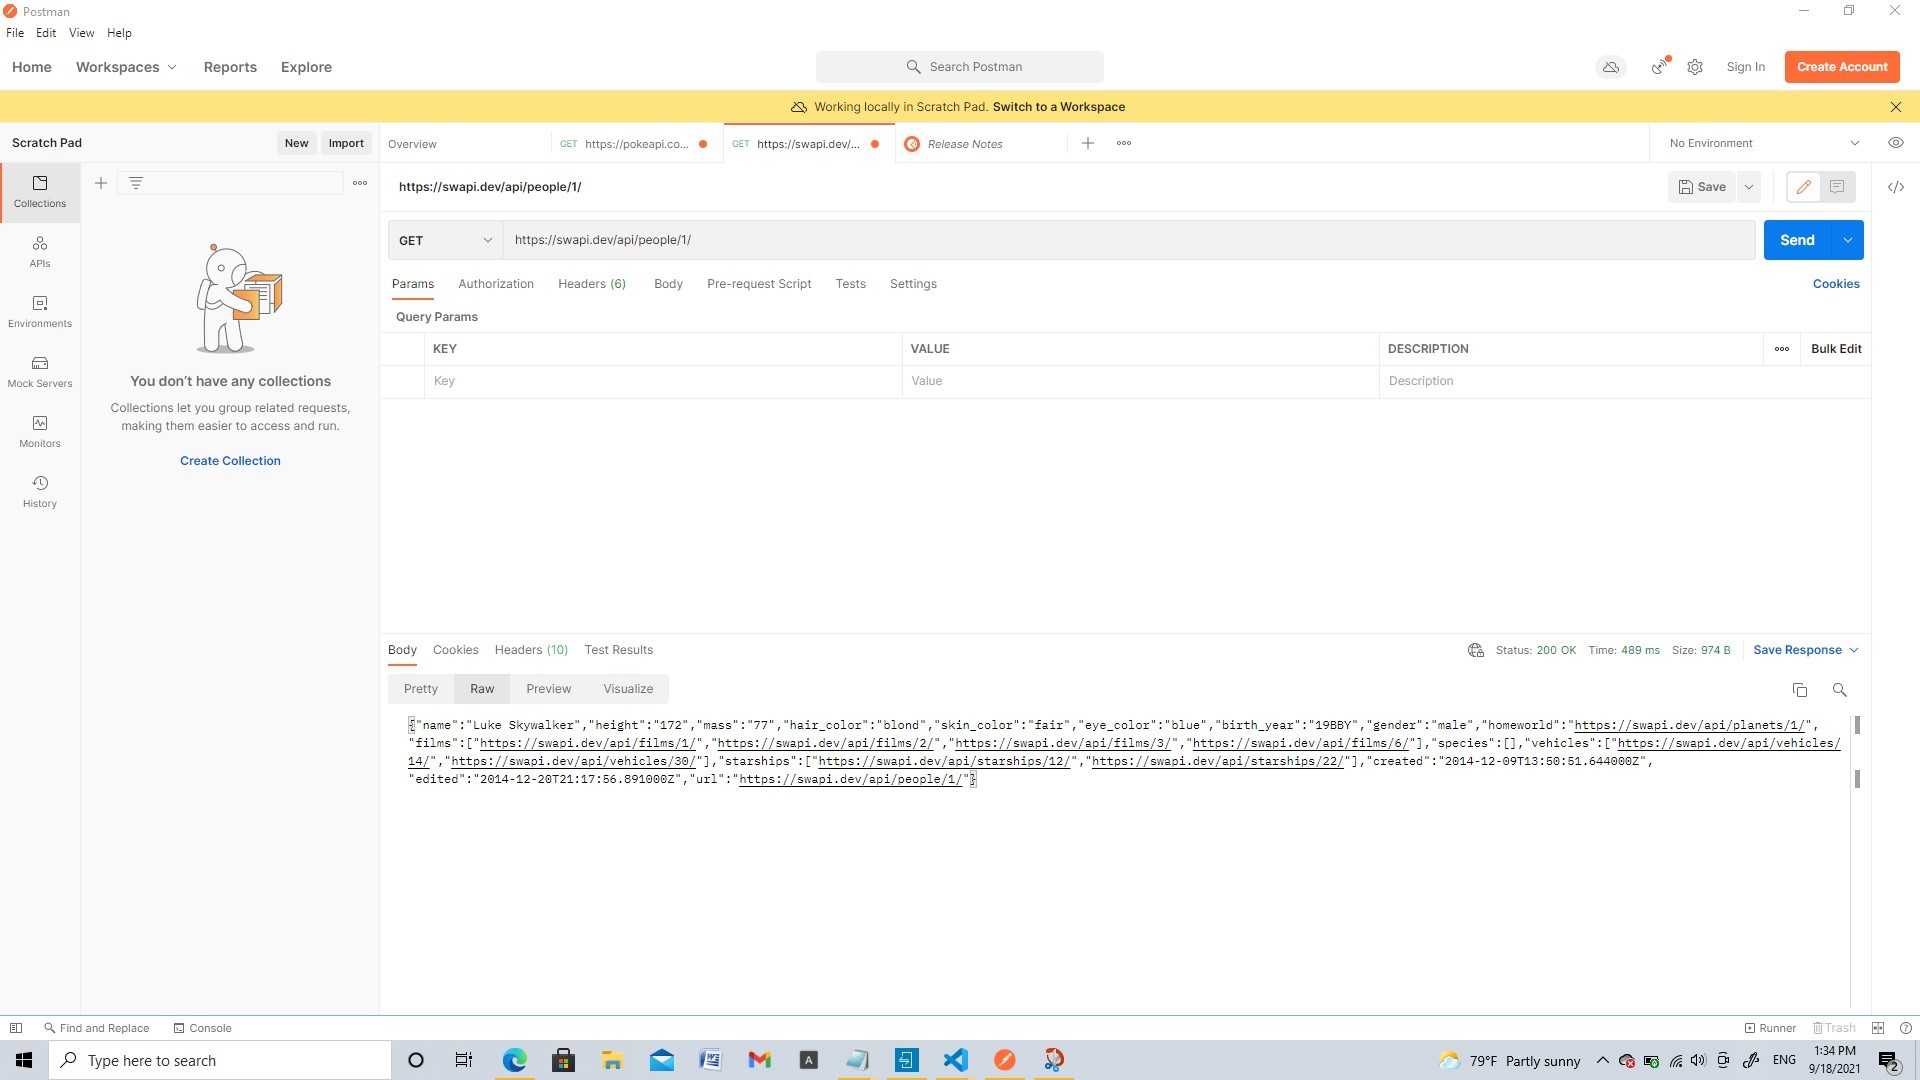 Postman
File Edit View Help
Home Workspaces Reports Explore Search Postman Sign In Create Account
Working locally in Scratch Pad. Switch to a Workspace
Scratch Pad New Import Overview GET https://pokeapi.co... GET https://swapi.dev/... Release Notes No Environment
https://swapi.dev/api/people/1/ Save
GET https://swapi.dev/api/people/1/ Send
Params Authorization Headers (6) Body Pre-request Script Tests Settings Cookies
Query Params
KEY VALUE DESCRIPTION Bulk Edit
Key Value Description
Collections
APIs
Environments
Mock Servers
Monitors
History
You don't have any collections
Collections let you group related requests,
making them easier to access and run.
Create Collection
Body Cookies Headers (10) Test Results Status: 200 OK Time: 489 ms Size: 974 B Save Response
Pretty Raw Preview Visualize
{"name":"Luke Skywalker","height":"172","mass":"77","hair_color":"blond","skin_color":"fair","eye_color":"blue","birth_year":"19BBY","gender":"male","homeworld":"https://swapi.dev/api/planets/1/",
"films":["https://swapi.dev/api/films/1/","https://swapi.dev/api/films/2/","https://swapi.dev/api/films/3/","https://swapi.dev/api/films/6/"],"species":[],"vehicles":["https://swapi.dev/api/vehicles/
14/","https://swapi.dev/api/vehicles/30/"],"starships":["https://swapi.dev/api/starships/12/","https://swapi.dev/api/starships/22/"],"created":"2014-12-09T13:50:51.644000Z",
"edited":"2014-12-20T21:17:56.891000Z","url":"https://swapi.dev/api/people/1/"}
Find and Replace Console Runner Trash
Type here to search 79°F Partly sunny ENG 1:34 PM
9/18/2021 2